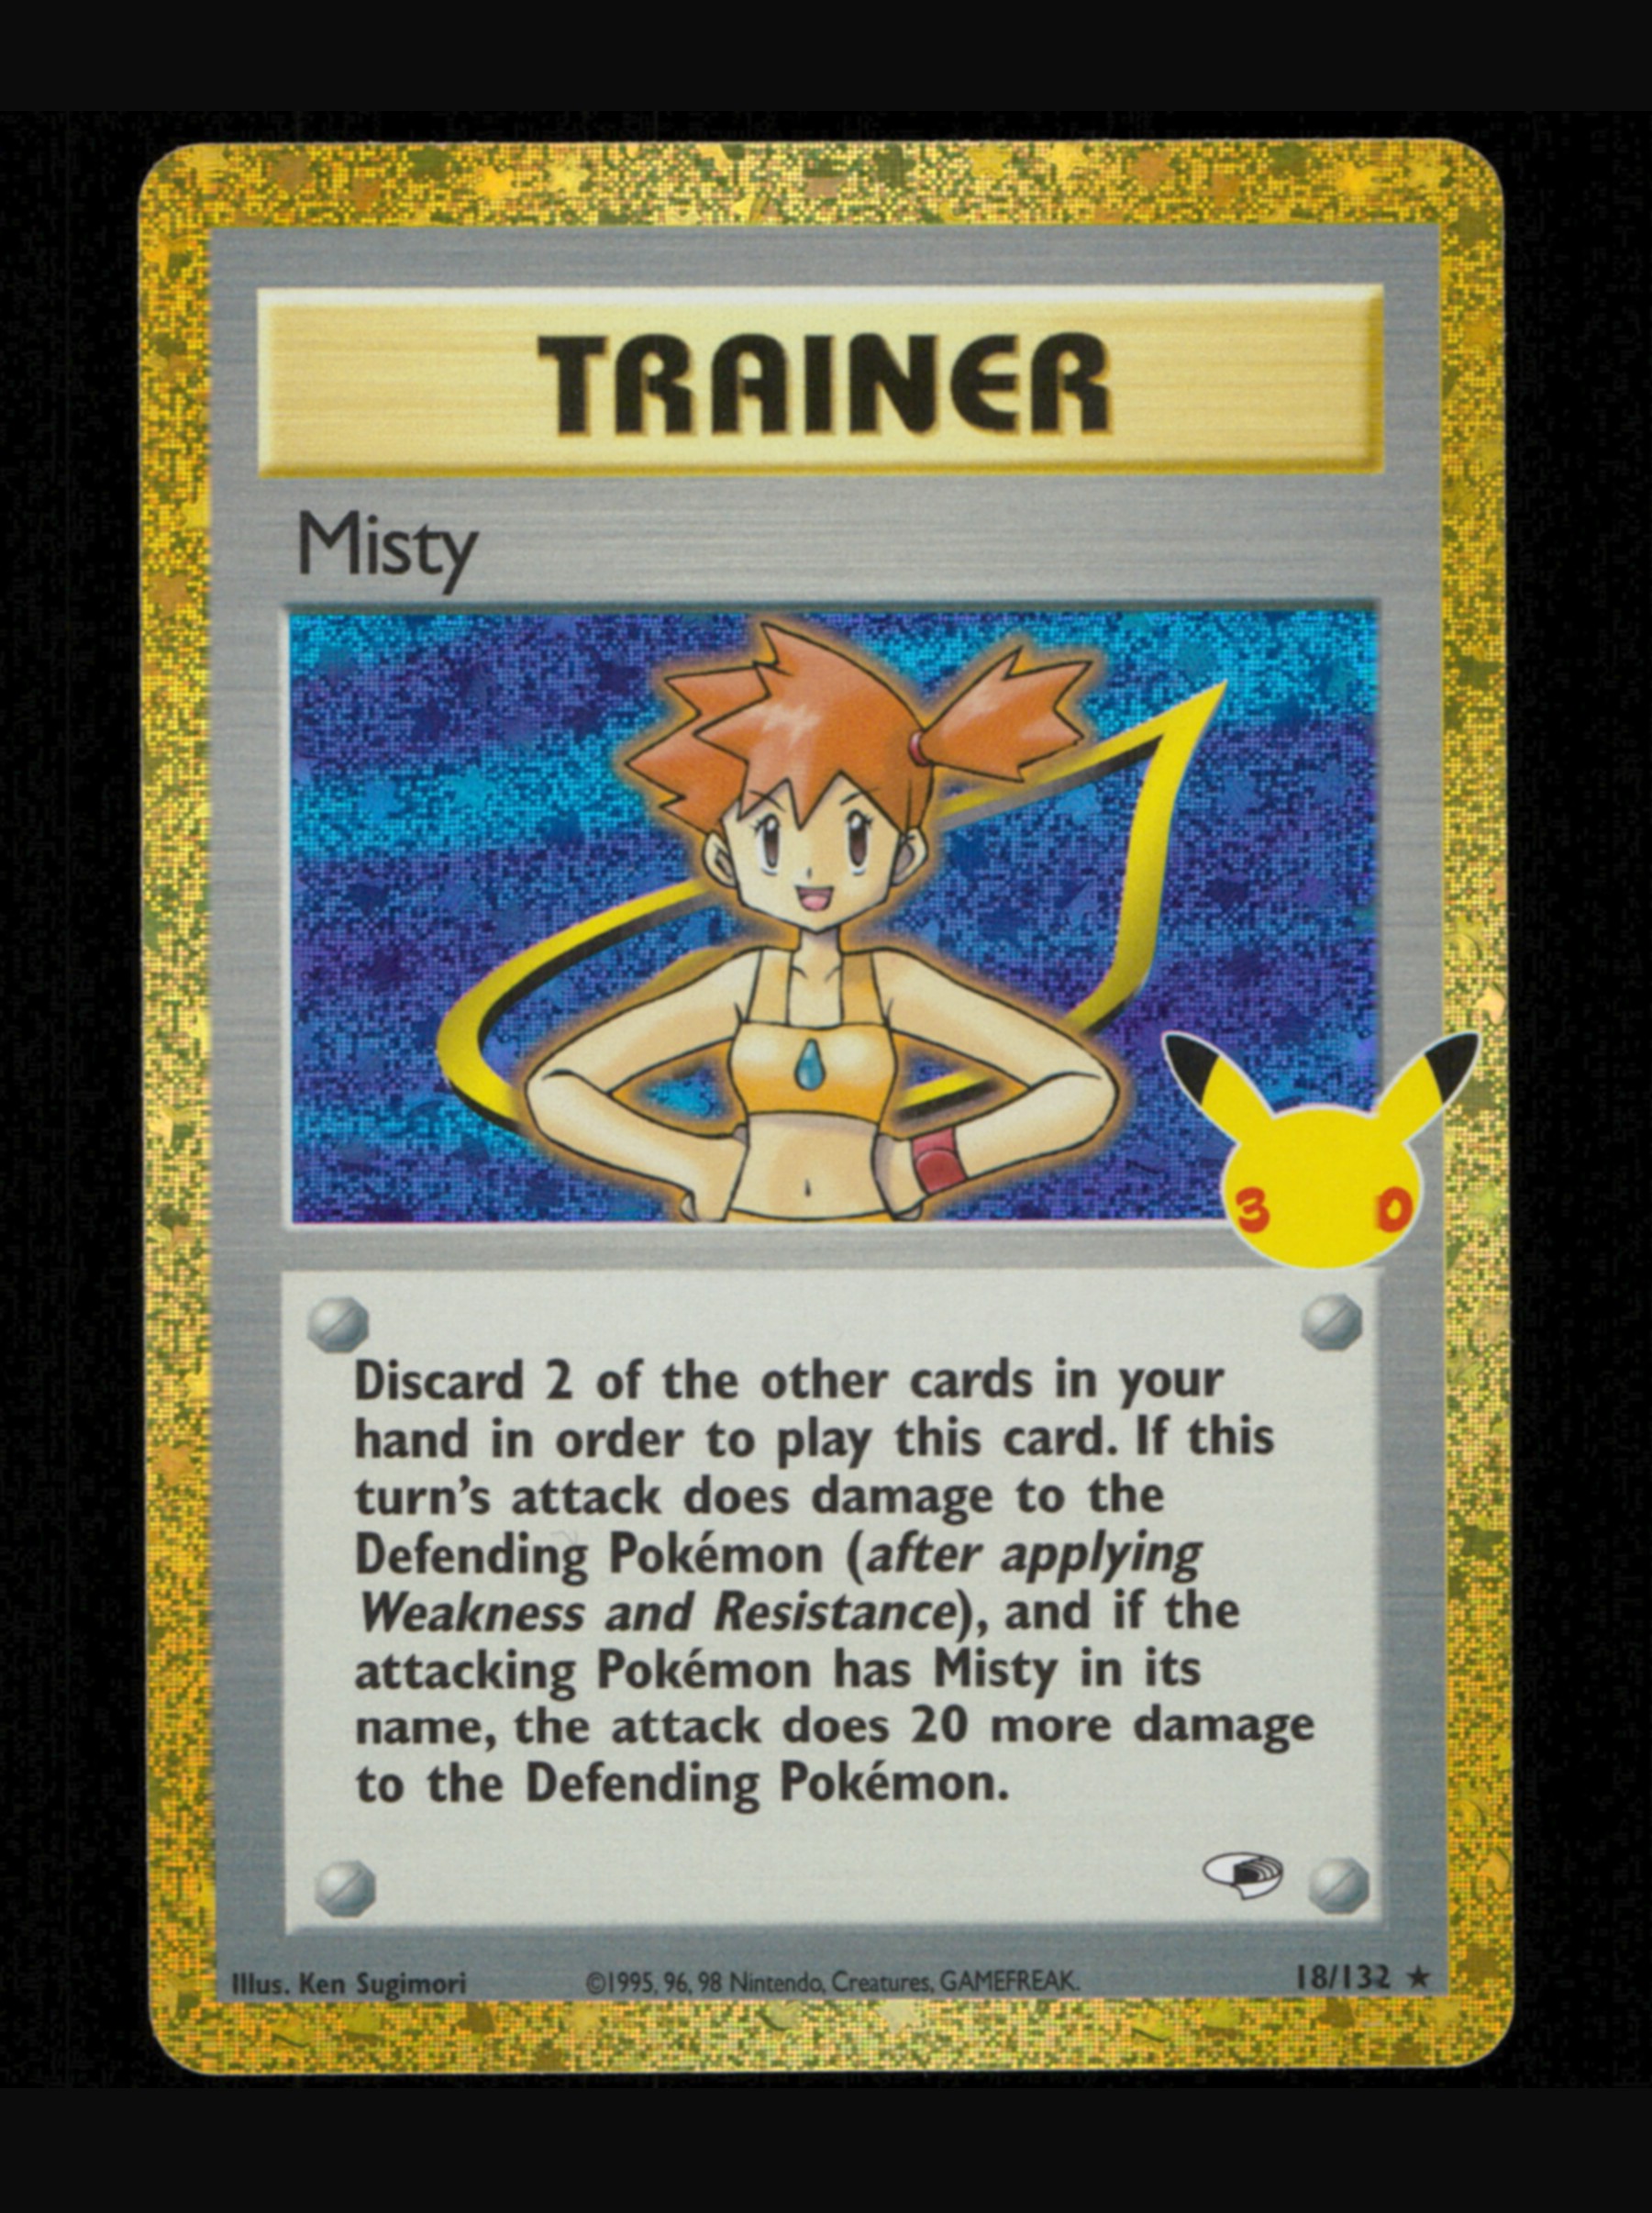 TRAINER
Misty
3 0
Discard 2 of the other cards in your
hand in order to play this card. If this
turn's attack does damage to the
Defending Pokémon (after applying
Weakness and Resistance), and if the
attacking Pokémon has Misty in its
name, the attack does 20 more damage
to the Defending Pokémon.
Illus. Ken Sugimori
©1995, 96, 98 Nintendo, Creatures, GAMEFREAK.
18/132 ★